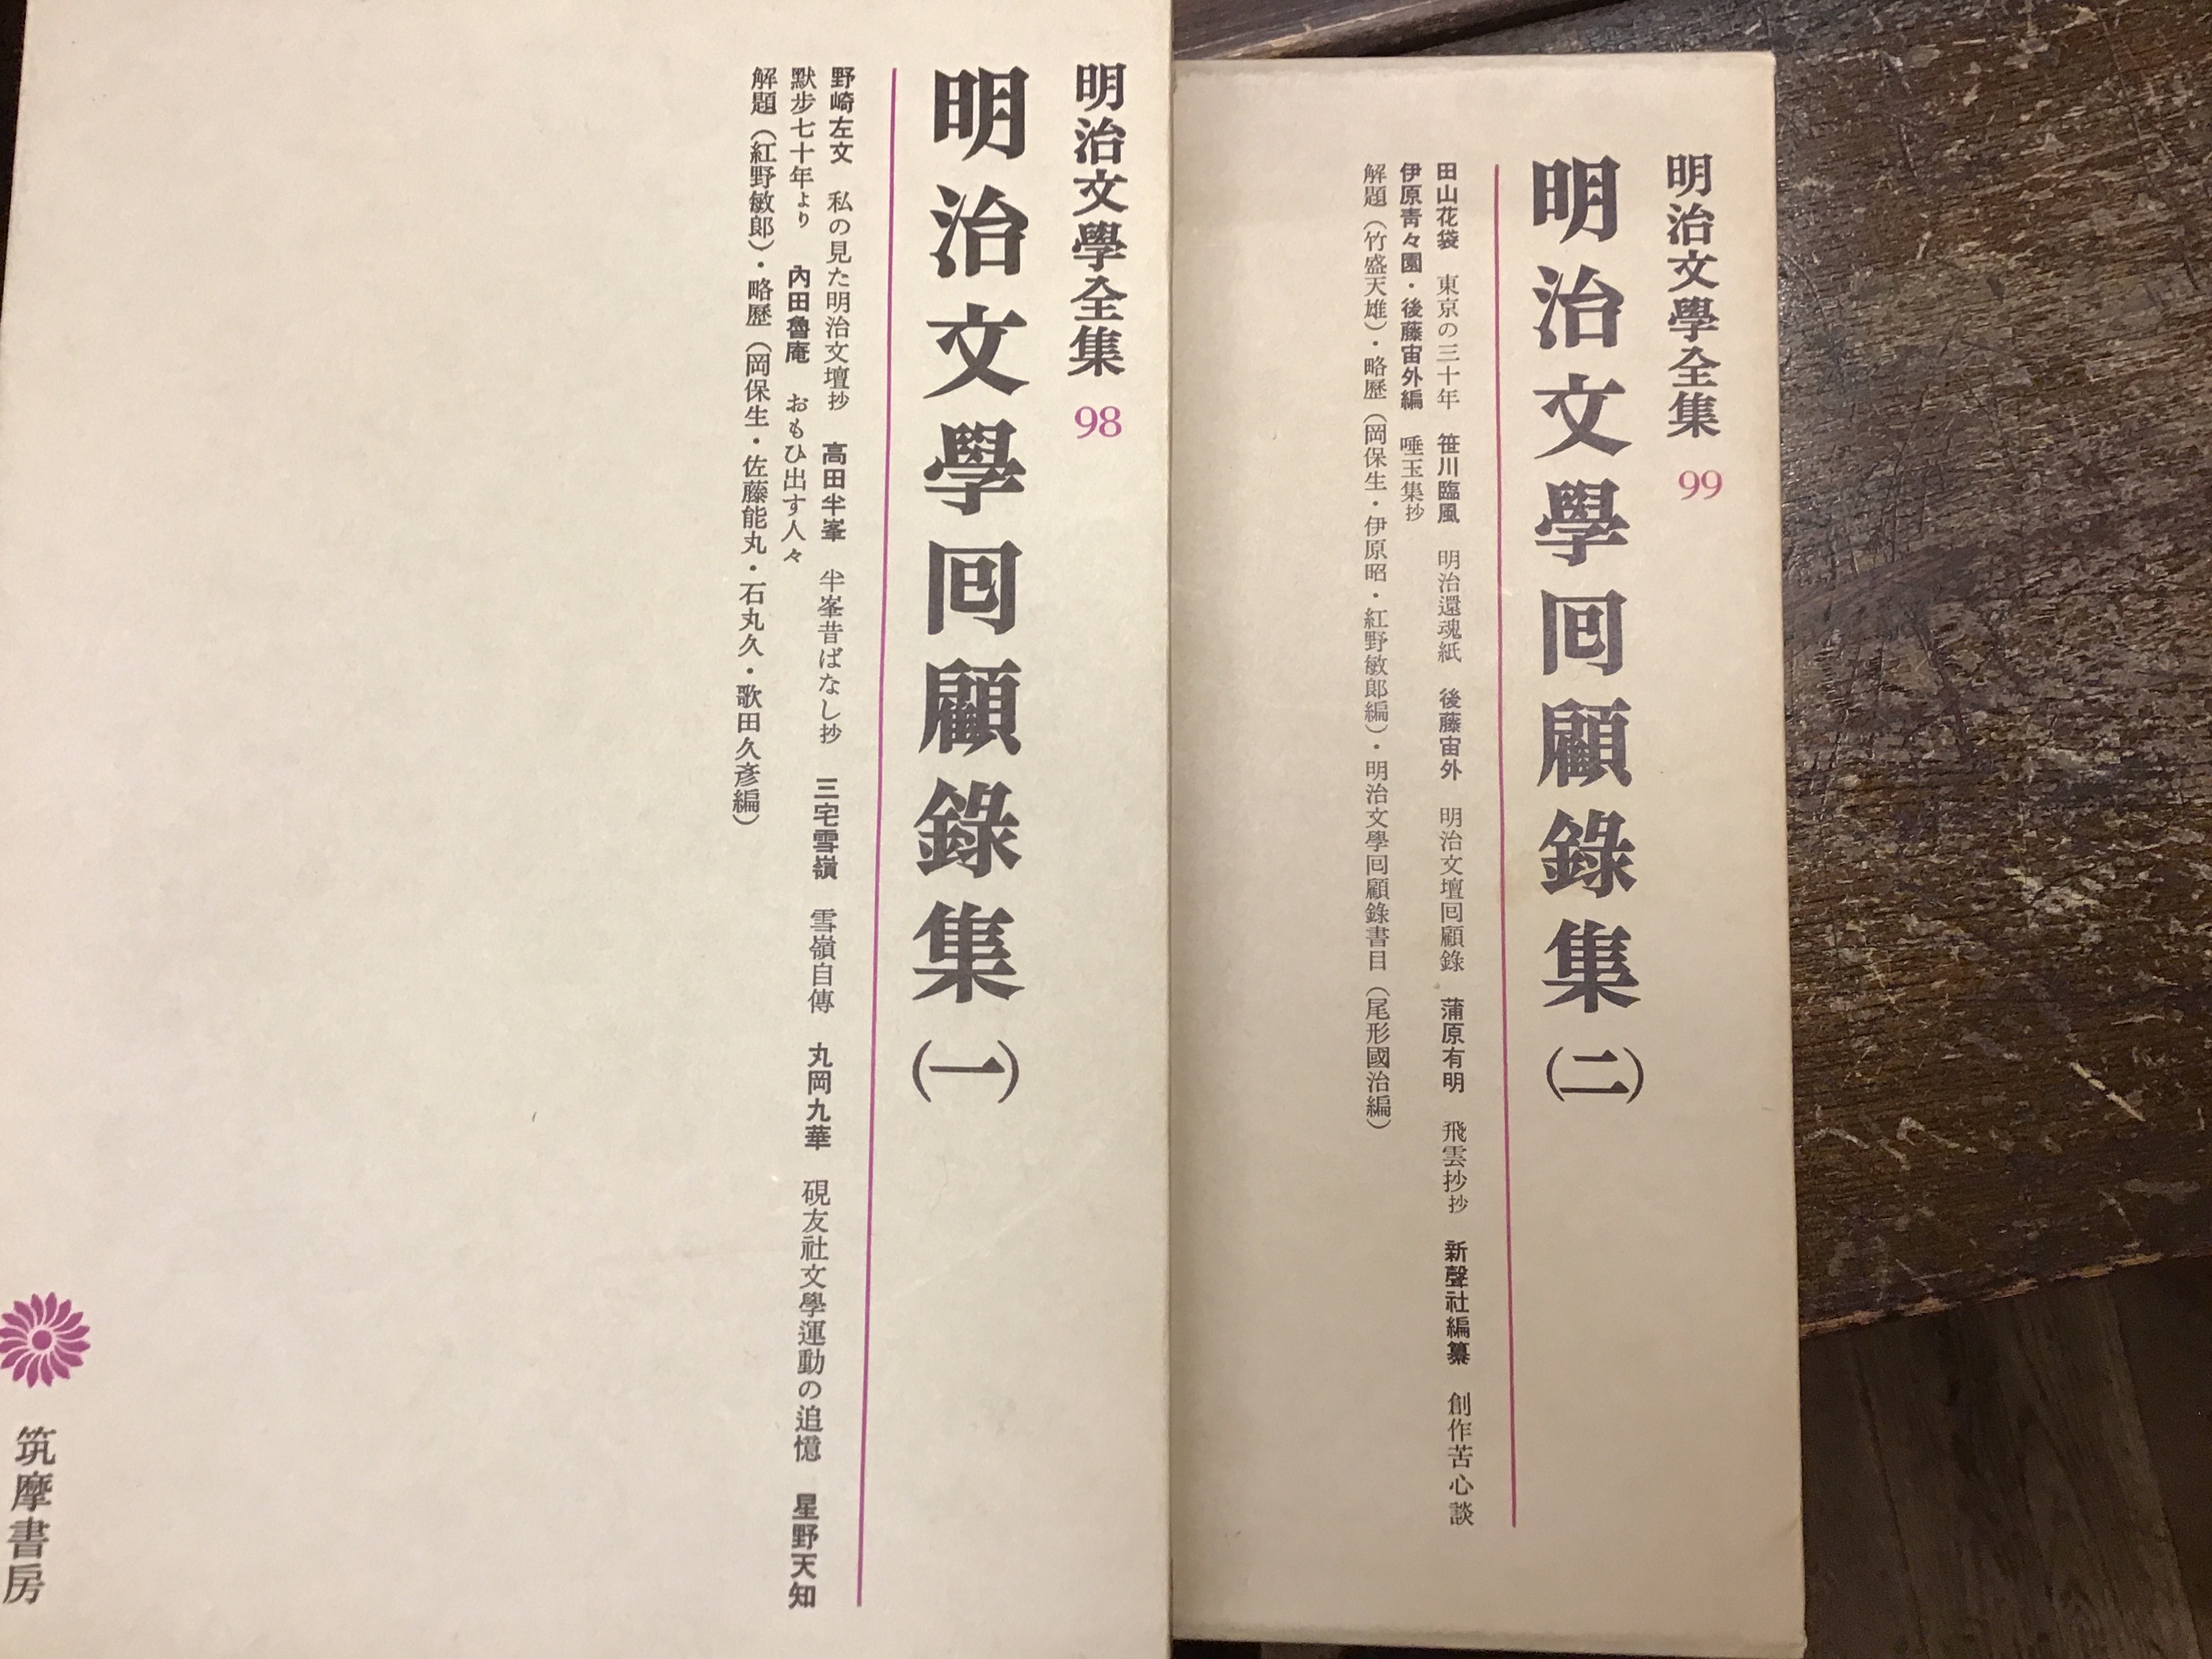 明治文學全集 99
明治文學回顧錄集(二)
田山花袋 東京の三十年 笹川臨風 明治還魂紙 後藤宙外 明治文壇回顧錄 蒲原有明 飛雲抄抄 新聲社編纂 創作苦心談
伊原靑々園・後藤宙外編 唾玉集抄
解題(竹盛天雄)・略歷(岡保生・伊原昭・紅野敏郎編)・明治文學回顧錄書目(尾形國治編)
明治文學全集 98
明治文學回顧錄集(一)
野崎左文 私の見た明治文壇抄 高田半峯 半峯昔ばなし抄 三宅雪嶺 雪嶺自傳 丸岡九華 硯友社文學運動の追憶 星野天知
默步七十年より 內田魯庵 おもひ出す人々
解題(紅野敏郎)・略歷(岡保生・佐藤能丸・石丸久・歌田久彥編)
筑摩書房